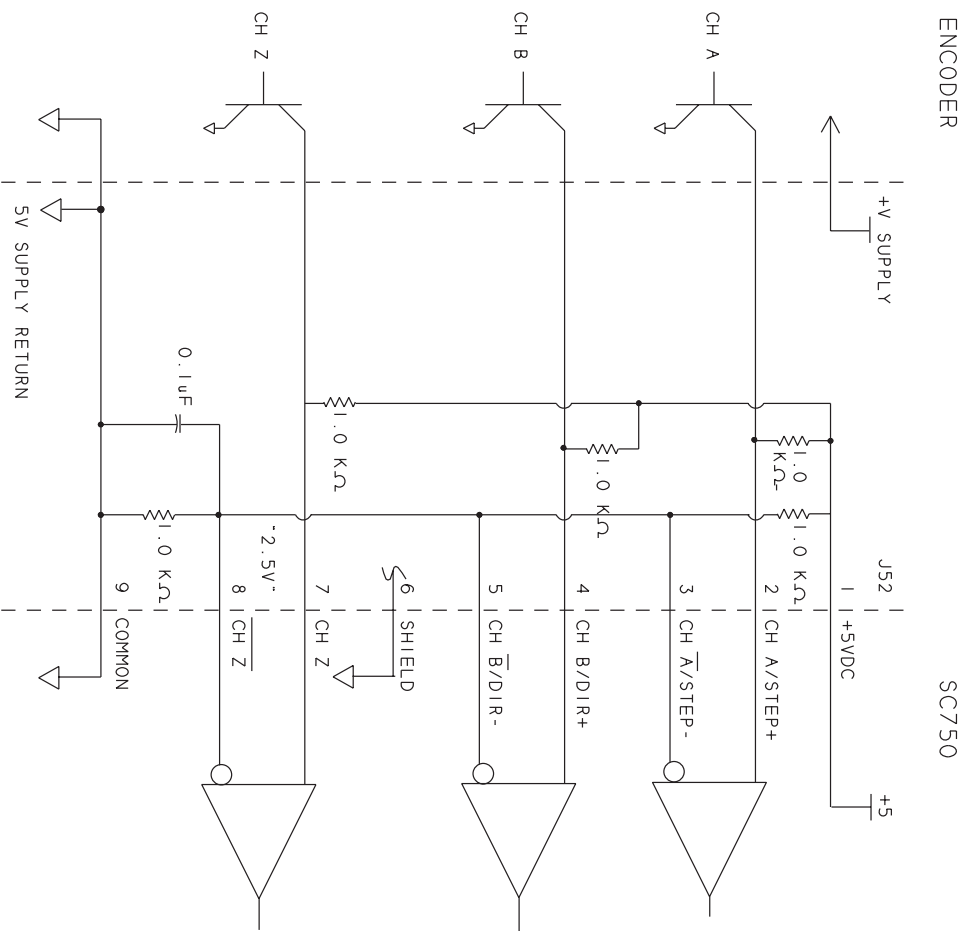 ENCODER
SC750
+V SUPPLY
J52
+5
1 +5VDC
CH A
1.0 KΩ
1.0 KΩ
2 CH A/STEP+
3 CH A̅/STEP-
CH B
1.0 KΩ
4 CH B/DIR+
5 CH B̅/DIR-
6 SHIELD
CH Z
1.0 KΩ
7 CH Z
"2.5V"
8 C̅H̅ Z̅
0.1uF
1.0 KΩ
9 COMMON
5V SUPPLY RETURN